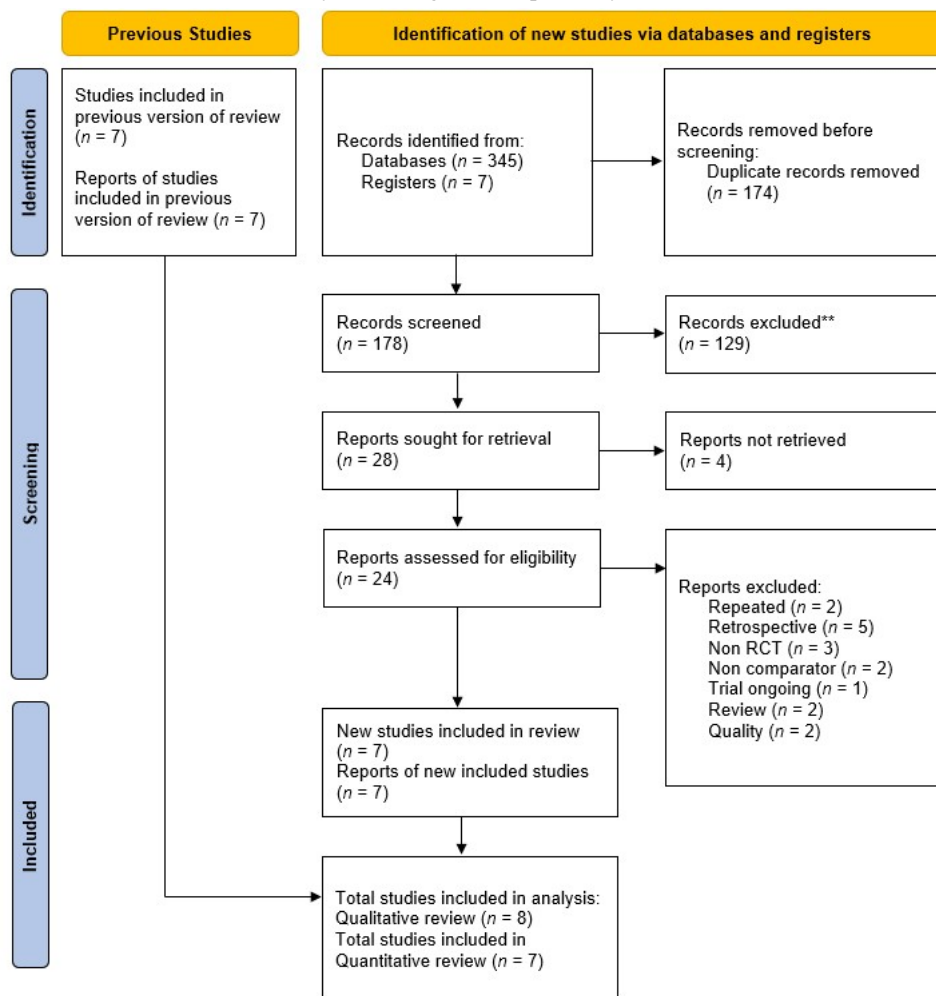 Previous Studies
Identification of new studies via databases and registers
Identification
Studies included in
previous version of review
(n = 7)
Reports of studies
included in previous
version of review (n = 7)
Records identified from:
Databases (n = 345)
Registers (n = 7)
Records removed before
screening:
Duplicate records removed
(n = 174)
Screening
Records screened
(n = 178)
Records excluded**
(n = 129)
Reports sought for retrieval
(n = 28)
Reports not retrieved
(n = 4)
Reports assessed for eligibility
(n = 24)
Reports excluded:
Repeated (n = 2)
Retrospective (n = 5)
Non RCT (n = 3)
Non comparator (n = 2)
Trial ongoing (n = 1)
Review (n = 2)
Quality (n = 2)
Included
New studies included in review
(n = 7)
Reports of new included studies
(n = 7)
Total studies included in analysis:
Qualitative review (n = 8)
Total studies included in
Quantitative review (n = 7)